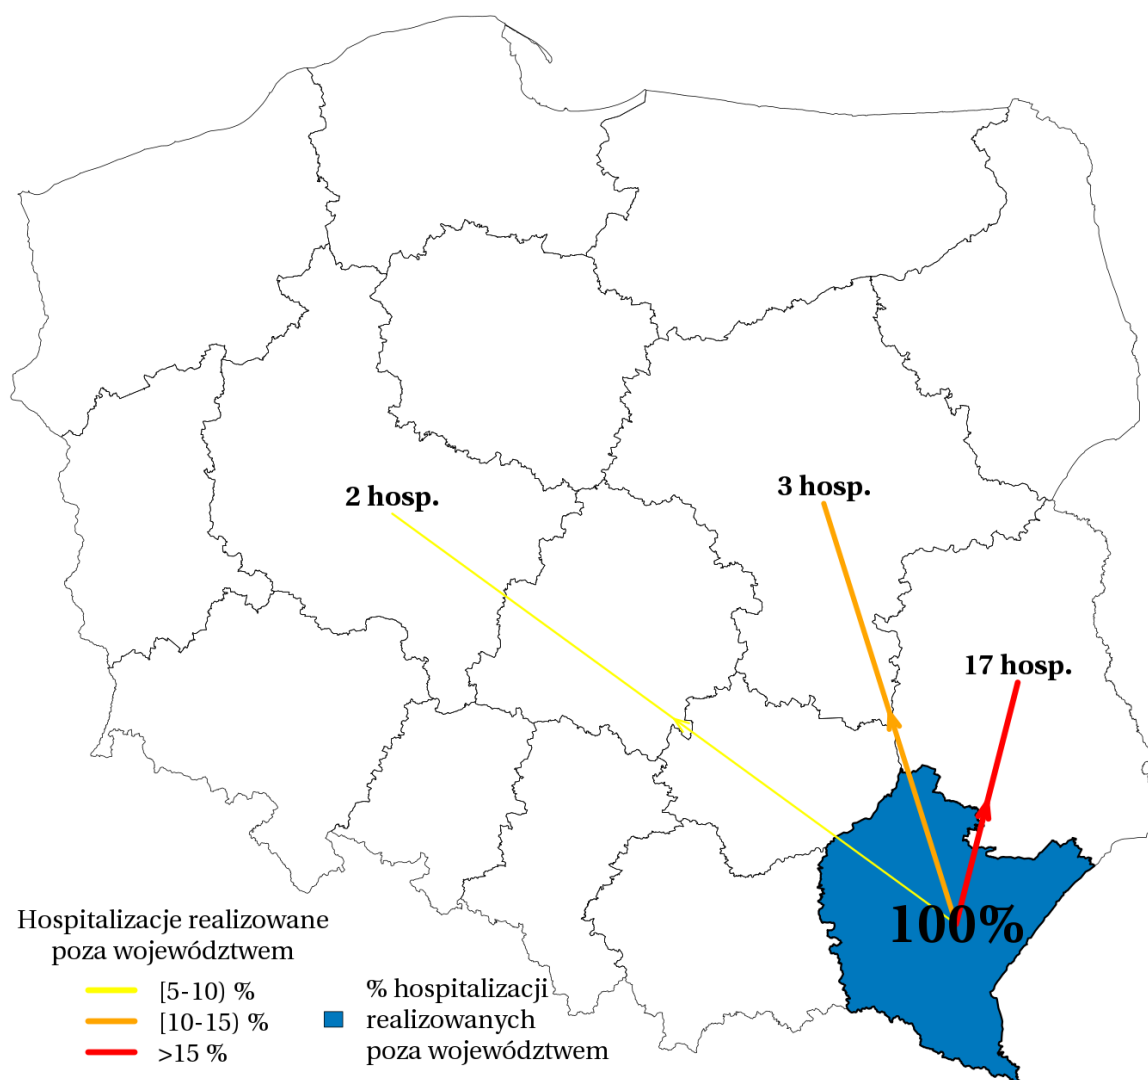 2 hosp.
3 hosp.
17 hosp.
100%
Hospitalizacje realizowane
poza województwem
[5-10) %
[10-15) %
>15 %
% hospitalizacji
realizowanych
poza województwem